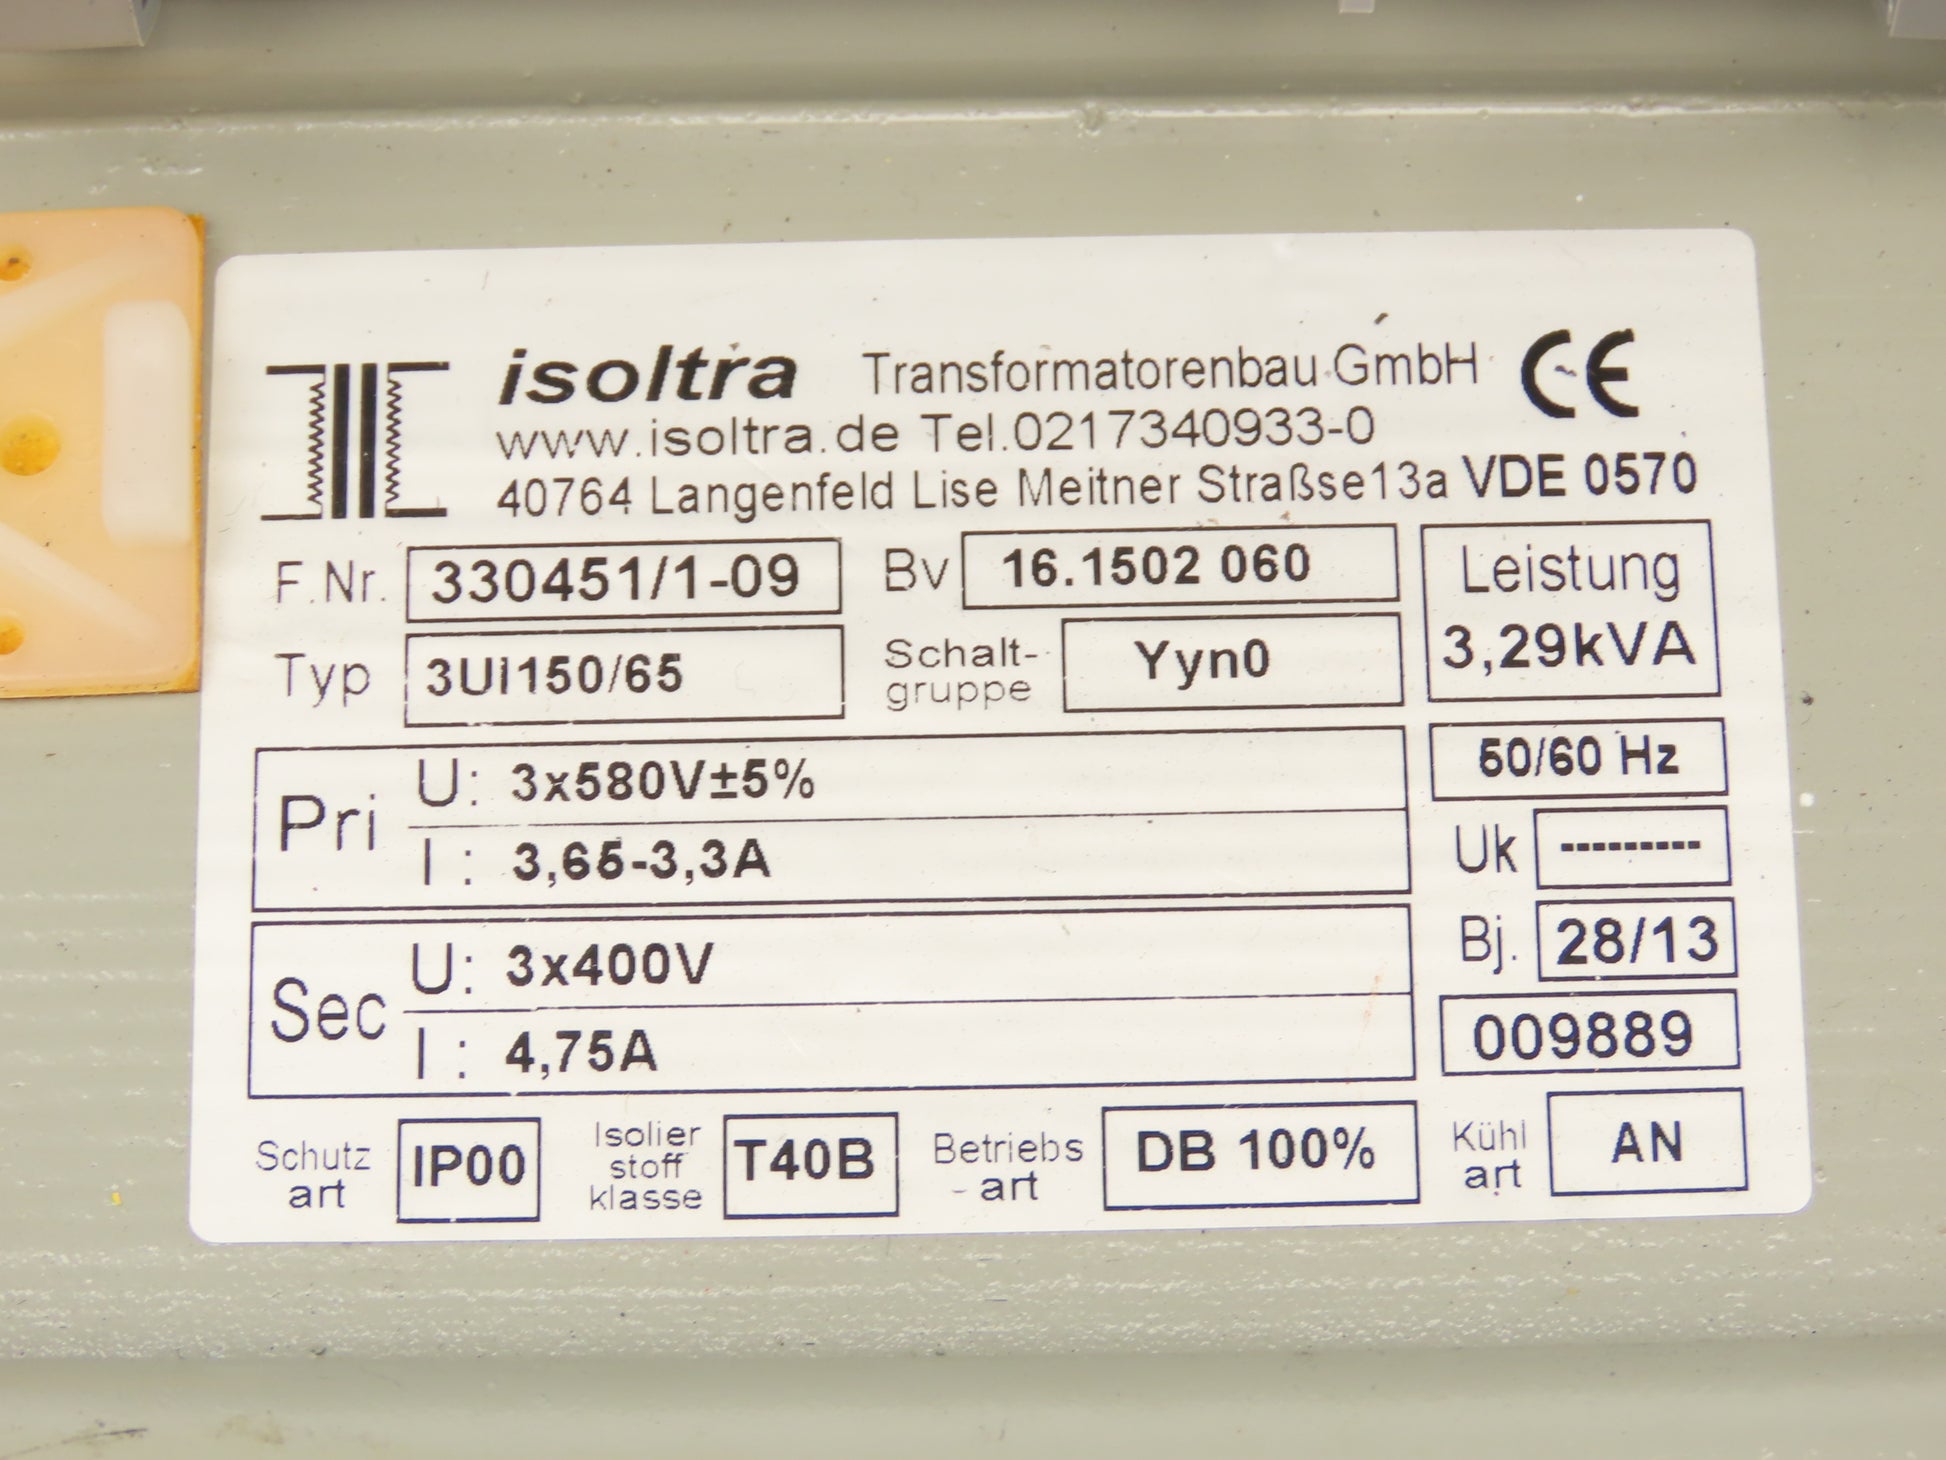 isoltra Transformatorenbau GmbH CE
www.isoltra.de Tel.0217340933-0
40764 Langenfeld Lise Meitner Straßse13a VDE 0570
F.Nr. 330451/1-09 Bv 16.1502 060 Leistung
3,29kVA
Typ 3UI150/65 Schalt-
gruppe Yyn0
Pri U: 3x580V±5% 50/60 Hz
I : 3,65-3,3A Uk ---------
Sec U: 3x400V Bj. 28/13
I : 4,75A 009889
Schutz
art IP00 Isolier
stoff
klasse T40B Betriebs
-art DB 100% Kühl
art AN